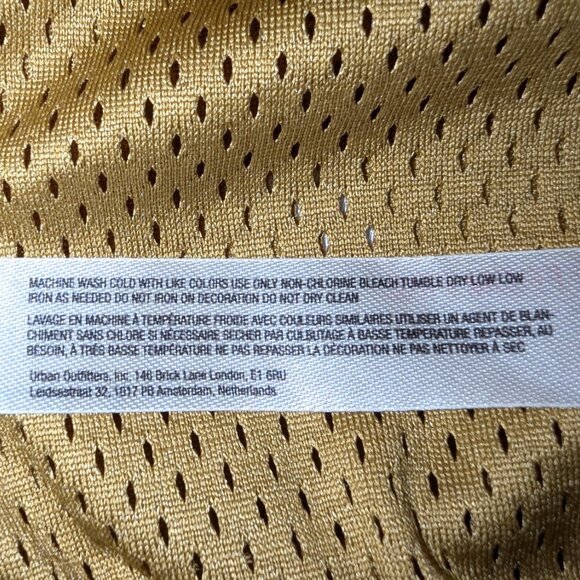 MACHINE WASH COLD WITH LIKE COLORS USE ONLY NON-CHLORINE BLEACH TUMBLE DRY LOW LOW
IRON AS NEEDED DO NOT IRON ON DECORATION DO NOT DRY CLEAN
LAVAGE EN MACHINE À TEMPÉRATURE FROIDE AVEC COULEURS SIMILAIRES UTILISER UN AGENT DE BLAN-
CHIMENT SANS CHLORE SI NÉCESSAIRE SÉCHER PAR CULBUTAGE À BASSE TEMPERATURE REPASSER, AU
BESOIN, À TRÈS BASSE TEMPÉRATURE NE PAS REPASSER LA DÉCORATION NE PAS NETTOYER À SEC
Urban Outfitters, Inc. 146 Brick Lane London, E1 6RU
Leidsestraat 32, 1017 PB Amsterdam, Netherlands